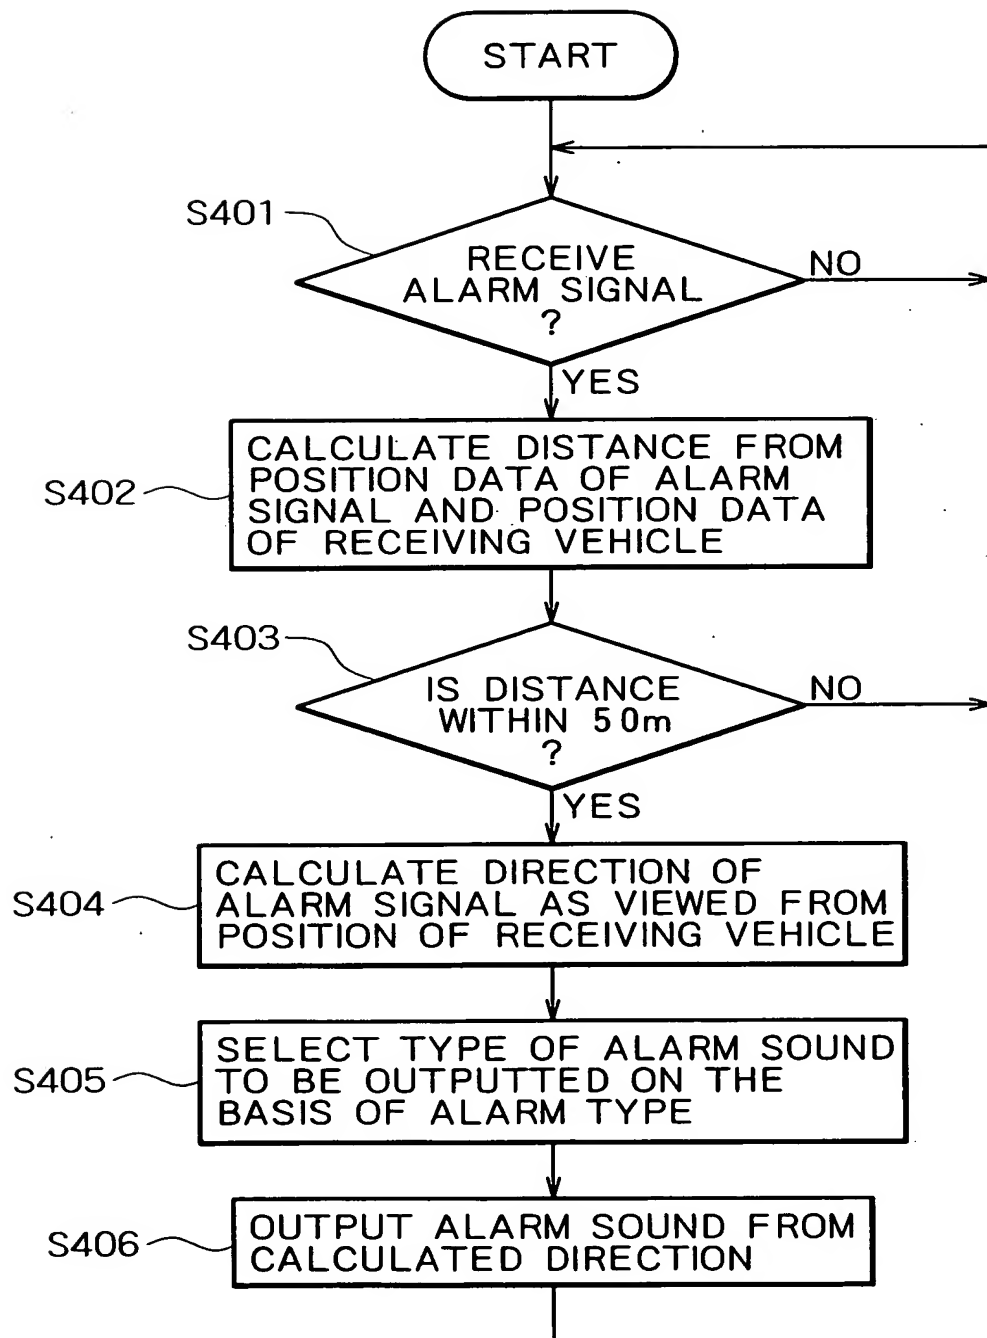 START
S401
RECEIVE
ALARM SIGNAL
?
NO
YES
S402
CALCULATE DISTANCE FROM
POSITION DATA OF ALARM
SIGNAL AND POSITION DATA
OF RECEIVING VEHICLE
S403
IS DISTANCE
WITHIN 50m
?
NO
YES
S404
CALCULATE DIRECTION OF
ALARM SIGNAL AS VIEWED FROM
POSITION OF RECEIVING VEHICLE
S405
SELECT TYPE OF ALARM SOUND
TO BE OUTPUTTED ON THE
BASIS OF ALARM TYPE
S406
OUTPUT ALARM SOUND FROM
CALCULATED DIRECTION